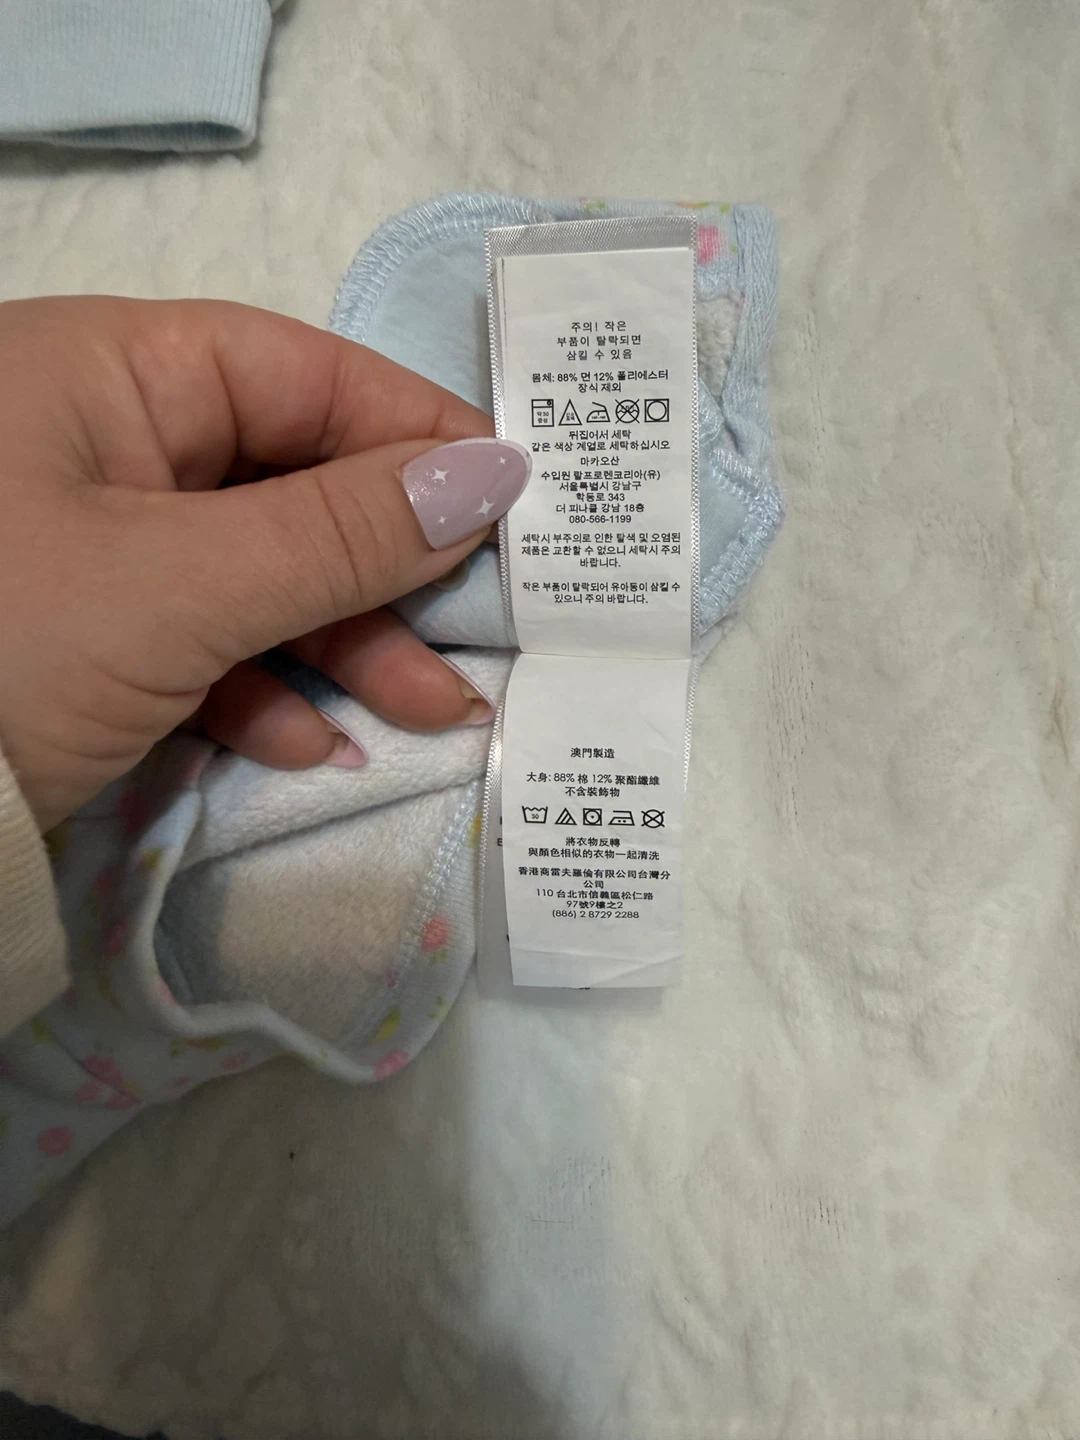 주의! 작은
부품이 탈락되면
삼킬 수 있음
몸체: 88% 면 12% 폴리에스터
장식 제외
약30
중성
뒤집어서 세탁
같은 색상 계열로 세탁하십시오
마카오산
수입원 랄프로렌코리아(유)
서울특별시 강남구
학동로 343
더 피나클 강남 18층
080-566-1199
세탁시 부주의로 인한 탈색 및 오염된
제품은 교환할 수 없으니 세탁시 주의
바랍니다.
작은 부품이 탈락되어 유아동이 삼킬 수
있으니 주의 바랍니다.
澳門製造
大身: 88% 棉 12% 聚酯纖維
不含裝飾物
30
將衣物反轉
與顏色相似的衣物一起清洗
香港商雷夫羅倫有限公司台灣分
公司
110 台北市信義區松仁路
97號9樓之2
(886) 2 8729 2288